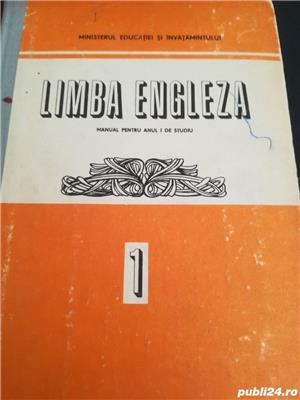 MINISTERUL EDUCAȚIEI ȘI ÎNVĂȚĂMÎNTULUI
LIMBA ENGLEZA
MANUAL PENTRU ANUL I DE STUDIU
1
publi24.ro